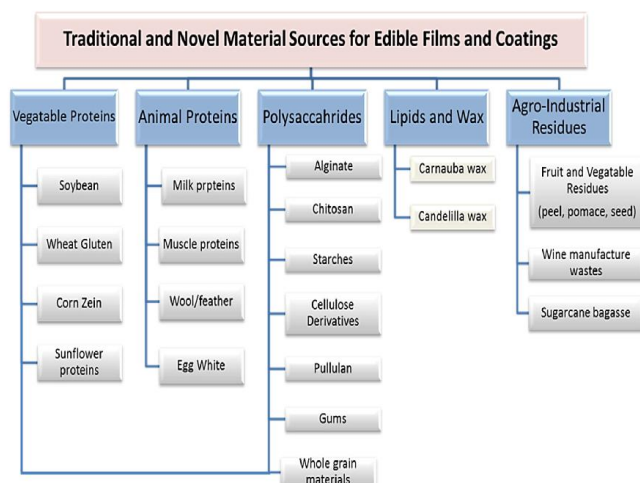 Traditional and Novel Material Sources for Edible Films and Coatings
Vegatable Proteins
Animal Proteins
Polysaccahrides
Lipids and Wax
Agro-Industrial
Residues
Soybean
Wheat Gluten
Corn Zein
Sunflower
proteins
Milk prpteins
Muscle proteins
Wool/feather
Egg White
Alginate
Chitosan
Starches
Cellulose
Derivatives
Pullulan
Gums
Whole grain
materials
Carnauba wax
Candelilla wax
Fruit and Vegatable
Residues
(peel, pomace, seed)
Wine manufacture
wastes
Sugarcane bagasse